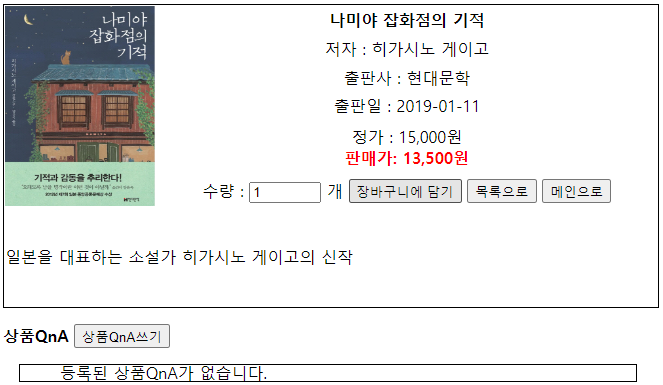 나미야
잡화점의
기적
기적과 감동을 추리한다!
나미야 잡화점의 기적
저자 : 히가시노 게이고
출판사 : 현대문학
출판일 : 2019-01-11
정가 : 15,000원
판매가: 13,500원
수량 : 1 개 장바구니에 담기 목록으로 메인으로
일본을 대표하는 소설가 히가시노 게이고의 신작
상품QnA 상품QnA쓰기
등록된 상품QnA가 없습니다.